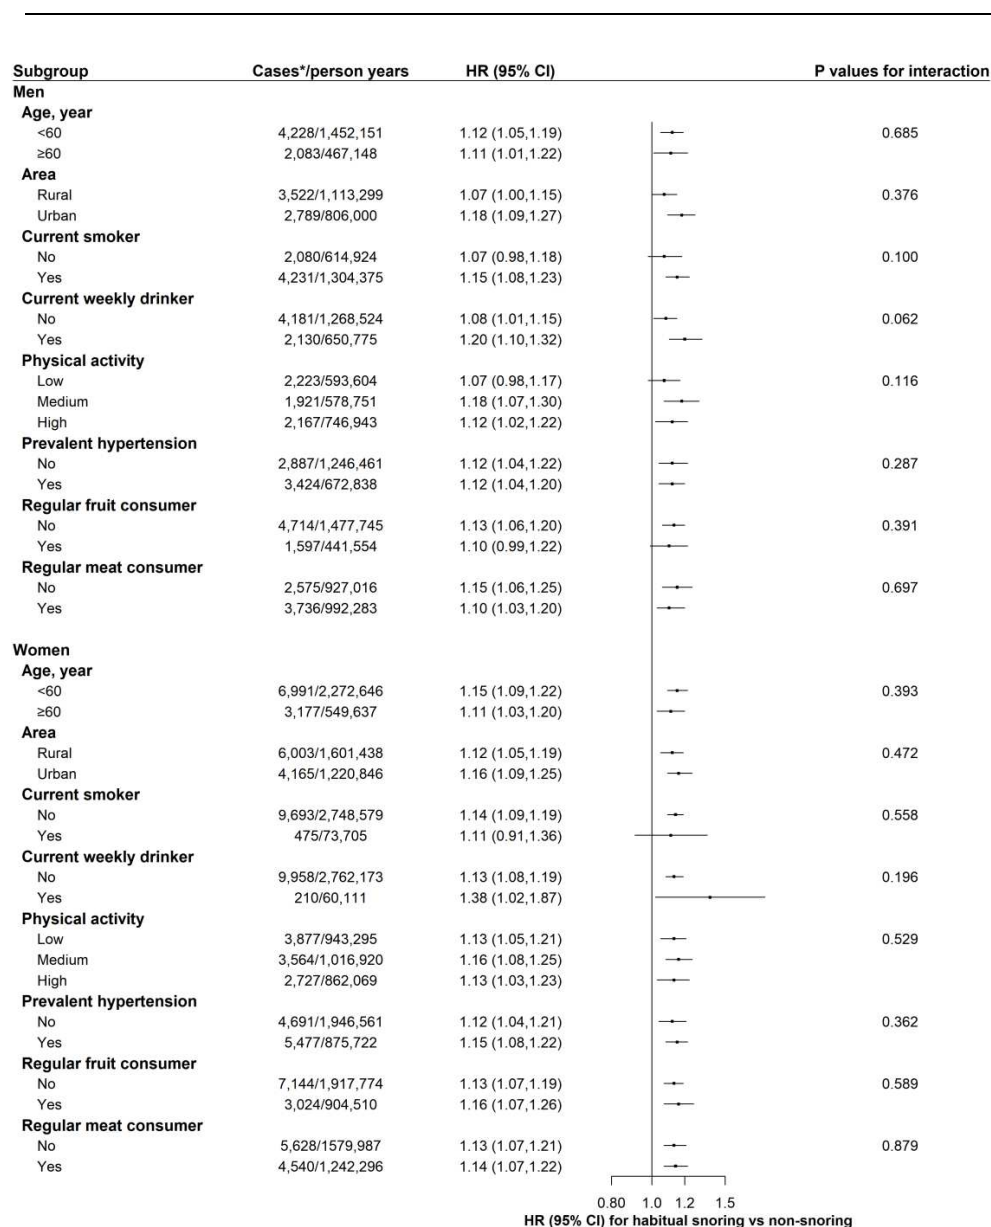 Subgroup Cases*/person years HR (95% CI) P values for interaction
Men
Age, year
<60 4,228/1,452,151 1.12 (1.05,1.19) 0.685
≥60 2,083/467,148 1.11 (1.01,1.22)
Area
Rural 3,522/1,113,299 1.07 (1.00,1.15) 0.376
Urban 2,789/806,000 1.18 (1.09,1.27)
Current smoker
No 2,080/614,924 1.07 (0.98,1.18) 0.100
Yes 4,231/1,304,375 1.15 (1.08,1.23)
Current weekly drinker
No 4,181/1,268,524 1.08 (1.01,1.15) 0.062
Yes 2,130/650,775 1.20 (1.10,1.32)
Physical activity
Low 2,223/593,604 1.07 (0.98,1.17) 0.116
Medium 1,921/578,751 1.18 (1.07,1.30)
High 2,167/746,943 1.12 (1.02,1.22)
Prevalent hypertension
No 2,887/1,246,461 1.12 (1.04,1.22) 0.287
Yes 3,424/672,838 1.12 (1.04,1.20)
Regular fruit consumer
No 4,714/1,477,745 1.13 (1.06,1.20) 0.391
Yes 1,597/441,554 1.10 (0.99,1.22)
Regular meat consumer
No 2,575/927,016 1.15 (1.06,1.25) 0.697
Yes 3,736/992,283 1.10 (1.03,1.20)
Women
Age, year
<60 6,991/2,272,646 1.15 (1.09,1.22) 0.393
≥60 3,177/549,637 1.11 (1.03,1.20)
Area
Rural 6,003/1,601,438 1.12 (1.05,1.19) 0.472
Urban 4,165/1,220,846 1.16 (1.09,1.25)
Current smoker
No 9,693/2,748,579 1.14 (1.09,1.19) 0.558
Yes 475/73,705 1.11 (0.91,1.36)
Current weekly drinker
No 9,958/2,762,173 1.13 (1.08,1.19) 0.196
Yes 210/60,111 1.38 (1.02,1.87)
Physical activity
Low 3,877/943,295 1.13 (1.05,1.21) 0.529
Medium 3,564/1,016,920 1.16 (1.08,1.25)
High 2,727/862,069 1.13 (1.03,1.23)
Prevalent hypertension
No 4,691/1,946,561 1.12 (1.04,1.21) 0.362
Yes 5,477/875,722 1.15 (1.08,1.22)
Regular fruit consumer
No 7,144/1,917,774 1.13 (1.07,1.19) 0.589
Yes 3,024/904,510 1.16 (1.07,1.26)
Regular meat consumer
No 5,628/1579,987 1.13 (1.07,1.21) 0.879
Yes 4,540/1,242,296 1.14 (1.07,1.22)
0.80 1.0 1.2 1.5
HR (95% CI) for habitual snoring vs non-snoring